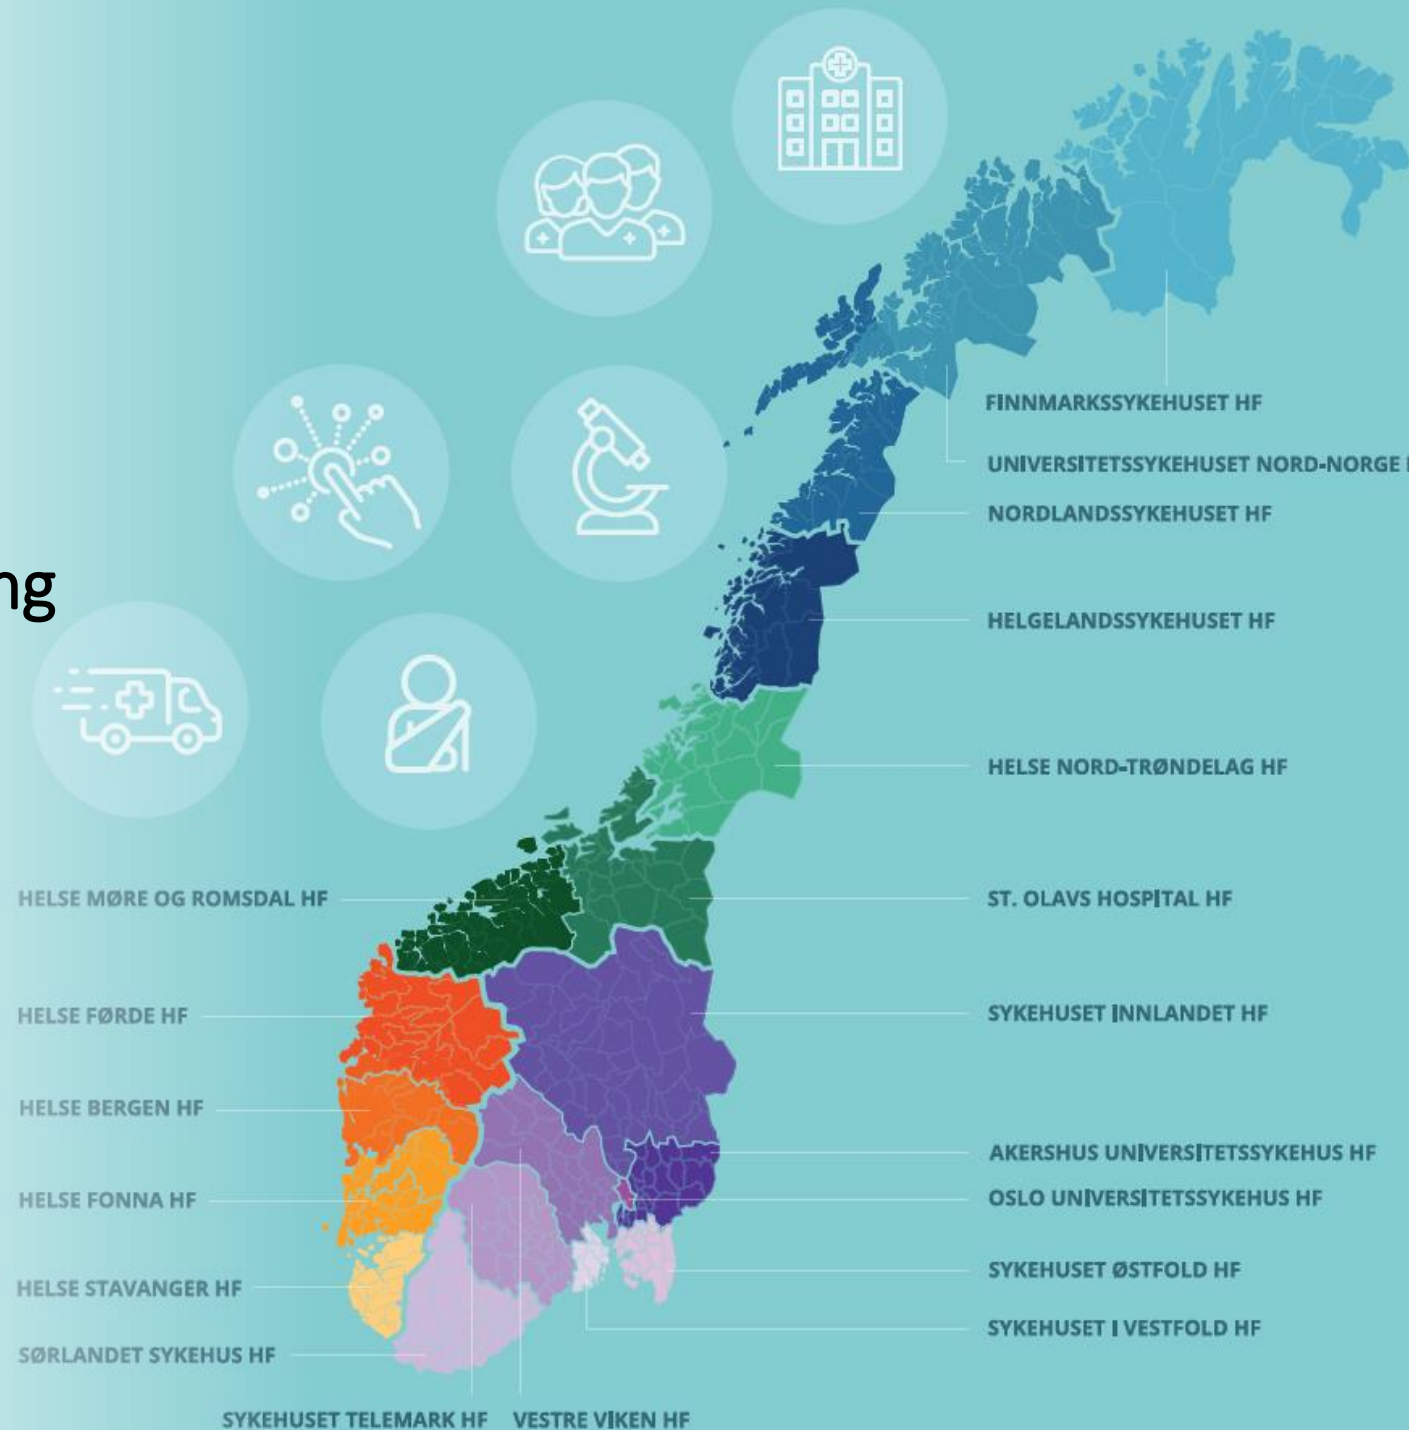 FINNMARKSSYKEHUSET HF
UNIVERSITETSSYKEHUSET NORD-NORGE
NORDLANDSSYKEHUSET HF
ng
HELGELANDSSYKEHUSET HF
HELSE NORD-TRØNDELAG HF
HELSE MØRE OG ROMSDAL HF
ST. OLAVS HOSPITAL HF
HELSE FØRDE HF
SYKEHUSET INNLANDET HF
HELSE BERGEN HF
AKERSHUS UNIVERSITETSSYKEHUS HF
HELSE FONNA HF
OSLO UNIVERSITETSSYKEHUS HF
SYKEHUSET ØSTFOLD HF
HELSE STAVANGER HF
SYKEHUSET I VESTFOLD HF
SØRLANDET SYKEHUS HF
SYKEHUSET TELEMARK HF
VESTRE VIKEN HF